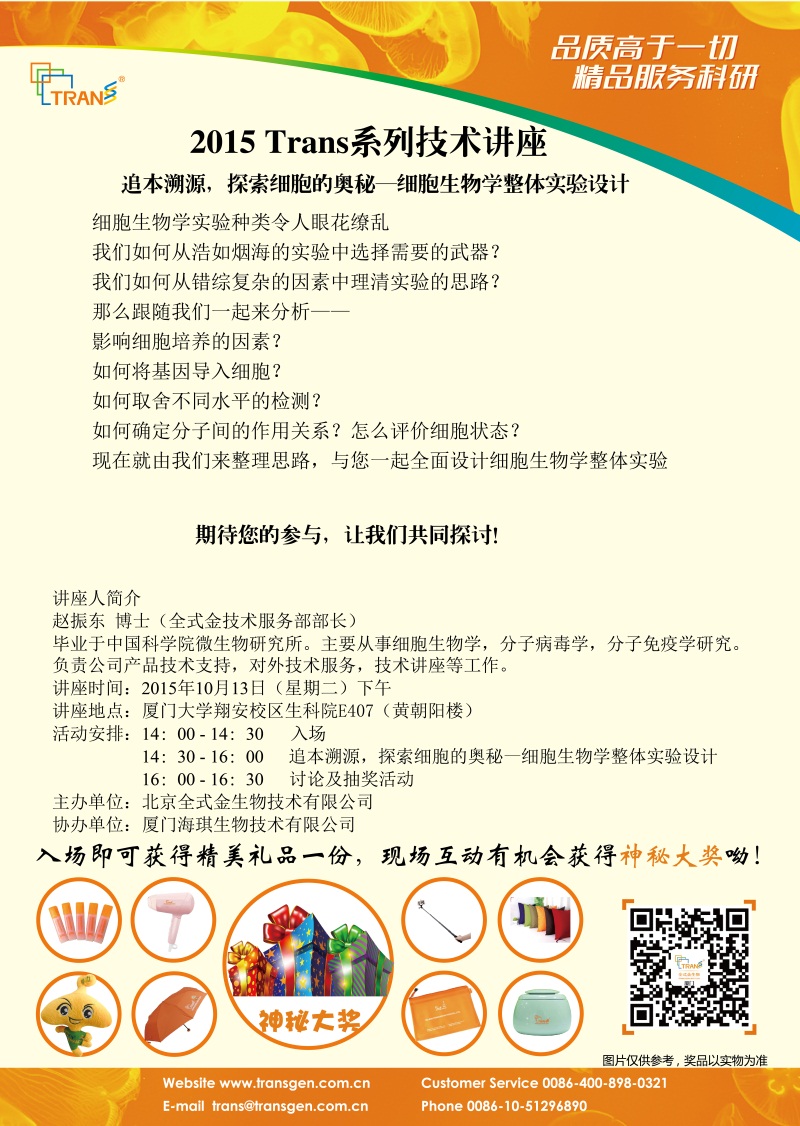 品质高于一切
精品服务科研
TRANS®
2015 Trans系列技术讲座
追本溯源，探索细胞的奥秘—细胞生物学整体实验设计
细胞生物学实验种类令人眼花缭乱
我们如何从浩如烟海的实验中选择需要的武器？
我们如何从错综复杂的因素中理清实验的思路？
那么跟随我们一起来分析——
影响细胞培养的因素？
如何将基因导入细胞？
如何取舍不同水平的检测？
如何确定分子间的作用关系？怎么评价细胞状态？
现在就由我们来整理思路，与您一起全面设计细胞生物学整体实验
期待您的参与，让我们共同探讨!
讲座人简介
赵振东 博士（全式金技术服务部部长）
毕业于中国科学院微生物研究所。主要从事细胞生物学，分子病毒学，分子免疫学研究。
负责公司产品技术支持，对外技术服务，技术讲座等工作。
讲座时间：2015年10月13日（星期二）下午
讲座地点：厦门大学翔安校区生科院E407（黄朝阳楼）
活动安排：14：00 - 14：30 入场
14：30 - 16：00 追本溯源，探索细胞的奥秘—细胞生物学整体实验设计
16：00 - 16：30 讨论及抽奖活动
主办单位：北京全式金生物技术有限公司
协办单位：厦门海琪生物技术有限公司
入场即可获得精美礼品一份，现场互动有机会获得神秘大奖呦！
神秘大奖
TRANS
图片仅供参考，奖品以实物为准
Website www.transgen.com.cn
Customer Service 0086-400-898-0321
E-mail trans@transgen.com.cn
Phone 0086-10-51296890